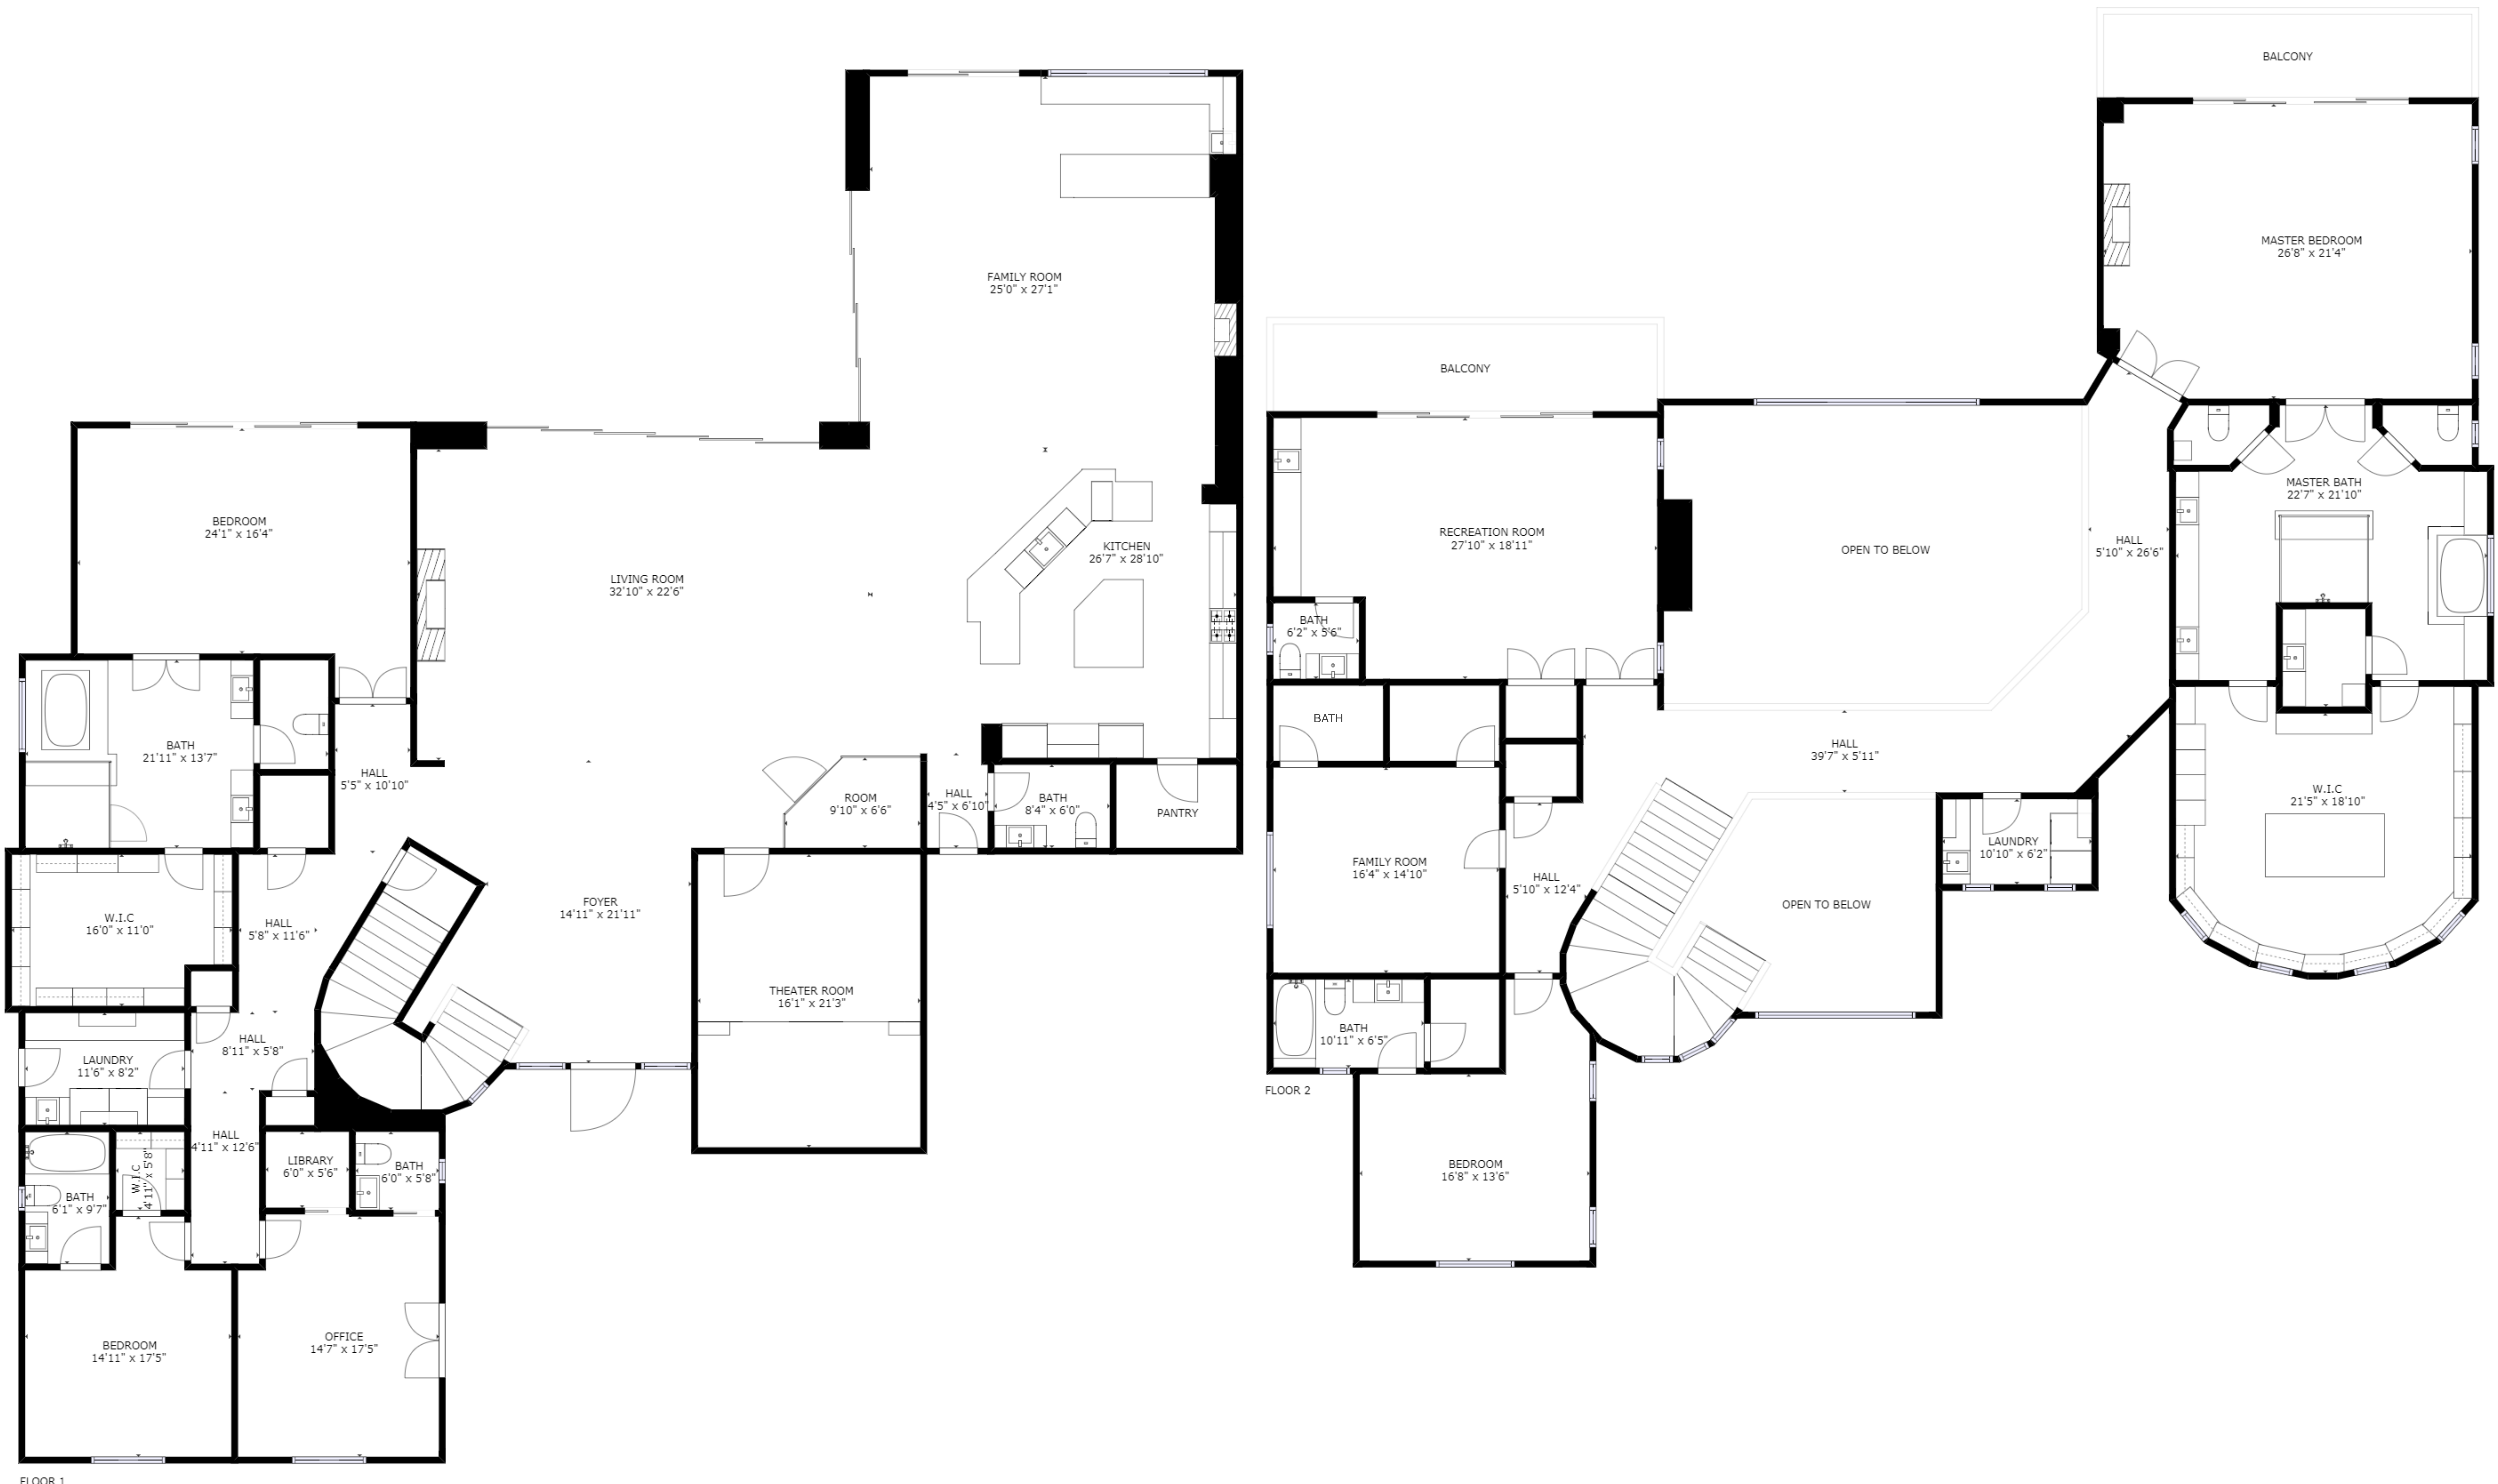 FAMILY ROOM
25'0" x 27'1"
BEDROOM
24'1" x 16'4"
LIVING ROOM
32'10" x 22'6"
KITCHEN
26'7" x 28'10"
BATH
21'11" x 13'7"
HALL
5'5" x 10'10"
ROOM
9'10" x 6'6"
HALL
4'5" x 6'10"
BATH
8'4" x 6'0"
PANTRY
W.I.C
16'0" x 11'0"
HALL
5'8" x 11'6"
FOYER
14'11" x 21'11"
THEATER ROOM
16'1" x 21'3"
LAUNDRY
11'6" x 8'2"
HALL
8'11" x 5'8"
HALL
4'11" x 12'6"
W.I.C
4'11" x 5'8"
BATH
6'1" x 9'7"
LIBRARY
6'0" x 5'6"
BATH
6'0" x 5'8"
BEDROOM
14'11" x 17'5"
OFFICE
14'7" x 17'5"
FLOOR 1
BALCONY
MASTER BEDROOM
26'8" x 21'4"
BALCONY
RECREATION ROOM
27'10" x 18'11"
OPEN TO BELOW
HALL
5'10" x 26'6"
MASTER BATH
22'7" x 21'10"
BATH
6'2" x 5'6"
BATH
HALL
39'7" x 5'11"
W.I.C
21'5" x 18'10"
FAMILY ROOM
16'4" x 14'10"
HALL
5'10" x 12'4"
LAUNDRY
10'10" x 6'2"
OPEN TO BELOW
BATH
10'11" x 6'5"
FLOOR 2
BEDROOM
16'8" x 13'6"